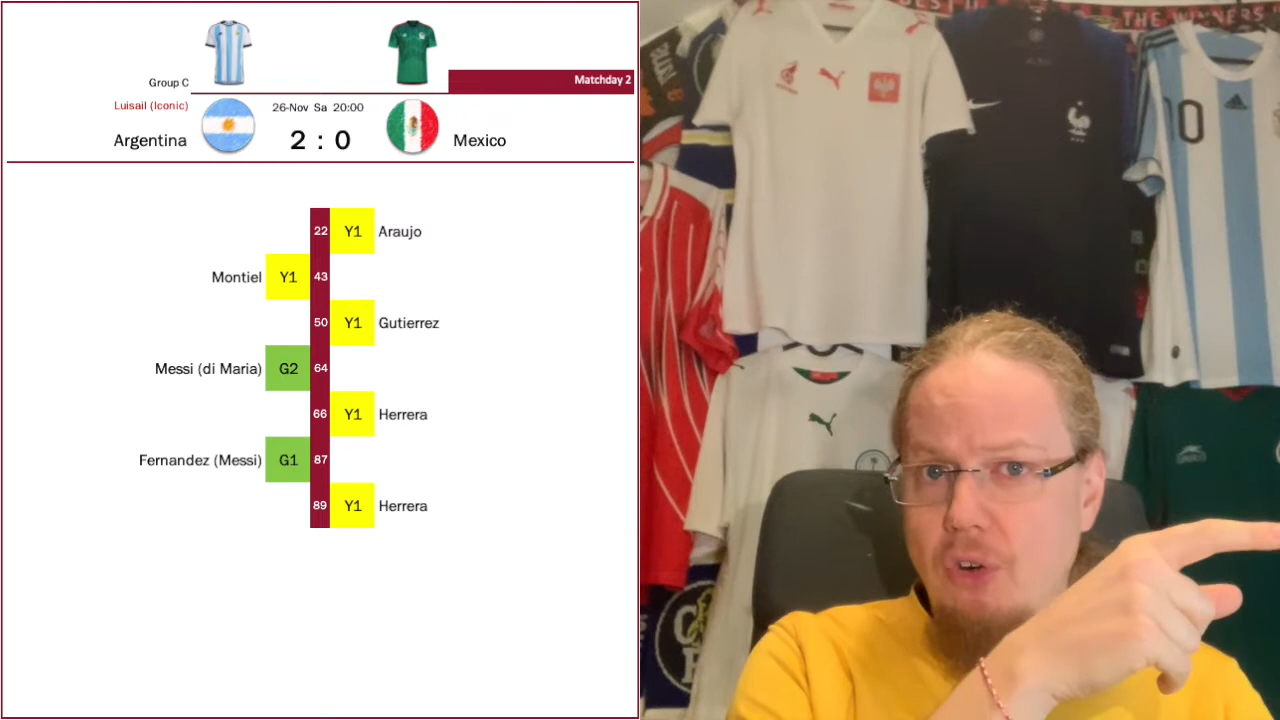 Group C
Matchday 2
Luisail (Iconic)
26-Nov Sa 20:00
Argentina
2 : 0
Mexico
22 Y1 Araujo
Montiel Y1 43
50 Y1 Gutierrez
Messi (di Maria) G2 64
66 Y1 Herrera
Fernandez (Messi) G1 87
89 Y1 Herrera
BEST
THE WINNERS
10